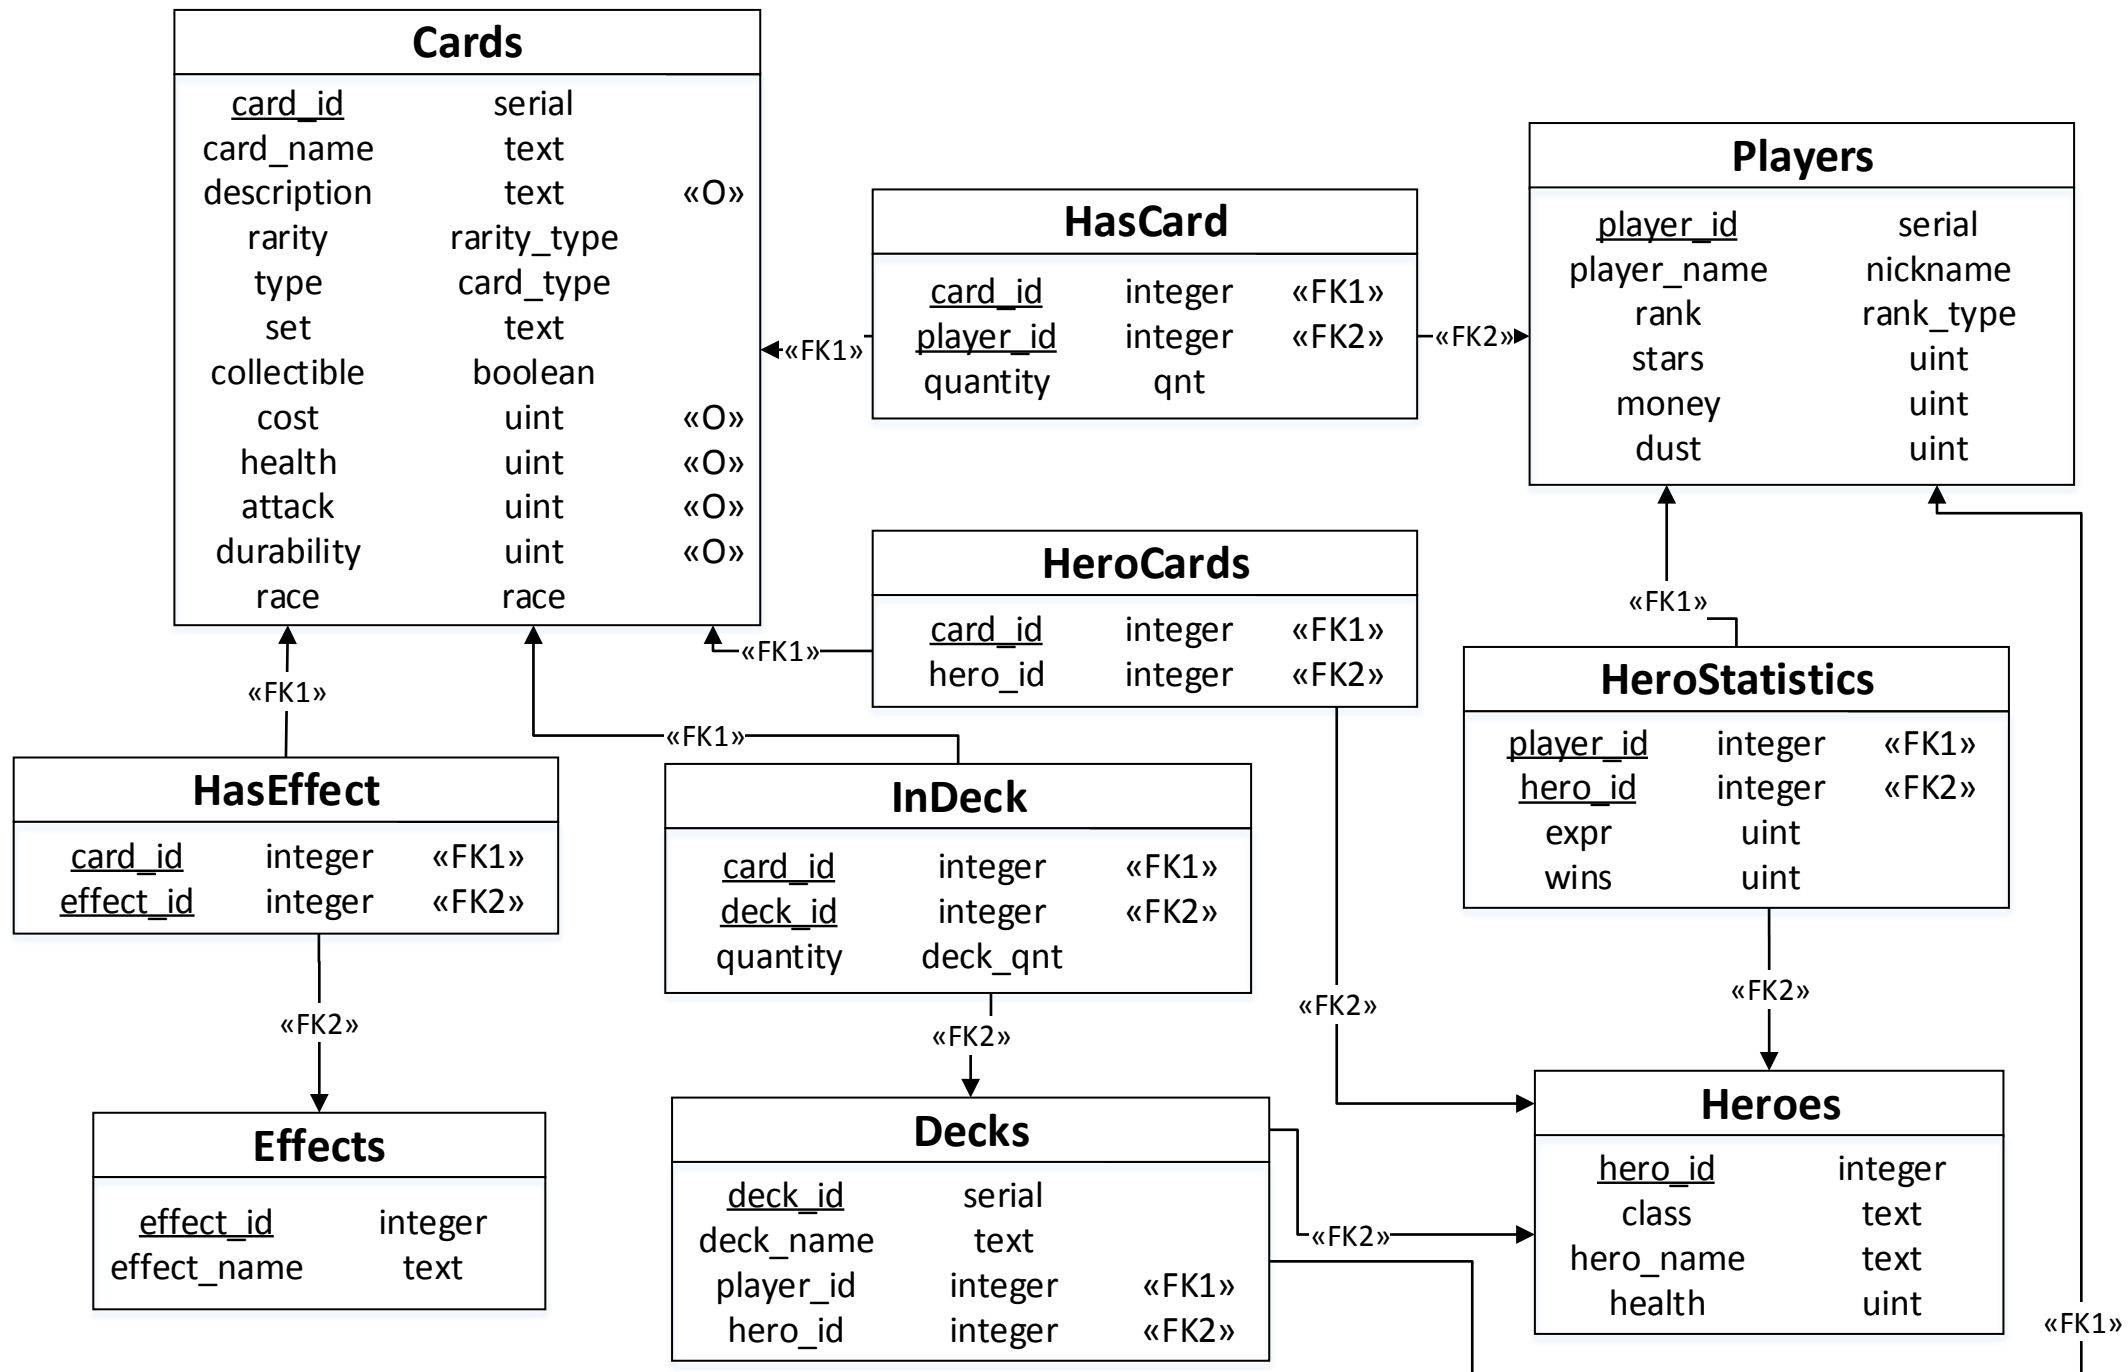 Cards
card_id serial
card_name text
description text «O»
rarity rarity_type
type card_type
set text
collectible boolean
cost uint «O»
health uint «O»
attack uint «O»
durability uint «O»
race race
HasCard
card_id integer «FK1»
player_id integer «FK2»
quantity qnt
«FK1»
«FK2»
Players
player_id serial
player_name nickname
rank rank_type
stars uint
money uint
dust uint
HeroCards
card_id integer «FK1»
hero_id integer «FK2»
«FK1»
«FK1»
HeroStatistics
player_id integer «FK1»
hero_id integer «FK2»
expr uint
wins uint
«FK1»
«FK1»
HasEffect
card_id integer «FK1»
effect_id integer «FK2»
InDeck
card_id integer «FK1»
deck_id integer «FK2»
quantity deck_qnt
«FK2»
«FK2»
«FK2»
«FK2»
Effects
effect_id integer
effect_name text
Decks
deck_id serial
deck_name text
player_id integer «FK1»
hero_id integer «FK2»
«FK2»
Heroes
hero_id integer
class text
hero_name text
health uint
«FK1»